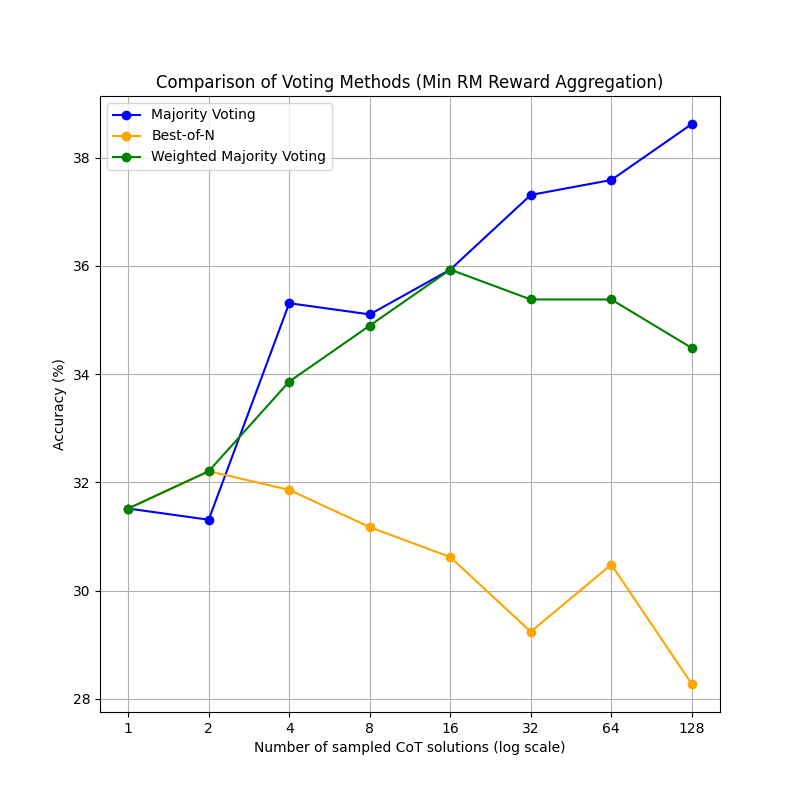 Comparison of Voting Methods (Min RM Reward Aggregation)
Majority Voting
Best-of-N
Weighted Majority Voting
Accuracy (%)
38
36
34
32
30
28
1 2 4 8 16 32 64 128
Number of sampled CoT solutions (log scale)